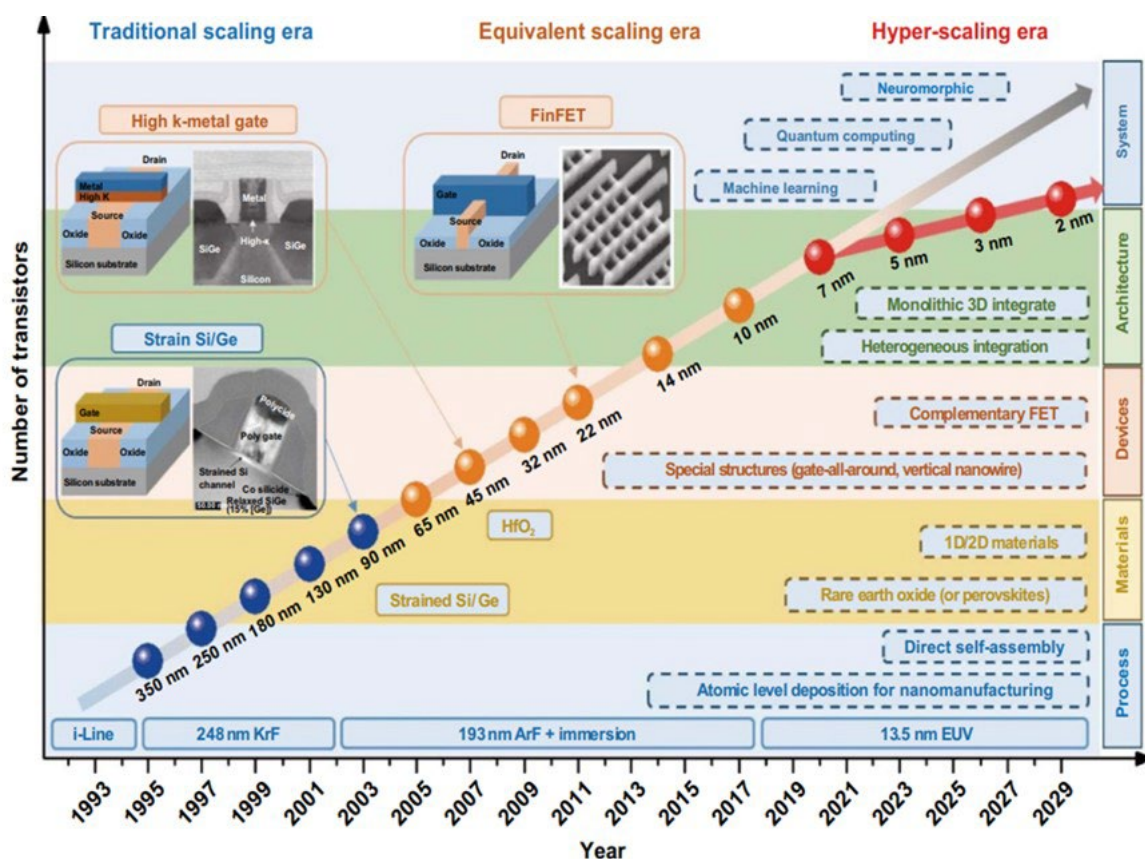 Traditional scaling era
Equivalent scaling era
Hyper-scaling era
Number of transistors
High k-metal gate
Drain
Metal
High K
Source
Oxide
Oxide
Silicon substrate
Metal
High-κ
SiGe
SiGe
Silicon
FinFET
Drain
Gate
Source
Oxide
Oxide
Silicon substrate
Neuromorphic
Quantum computing
Machine learning
System
Strain Si/Ge
Drain
Gate
Source
Oxide
Oxide
Silicon substrate
Polycide
Poly gate
Strained Si
channel
Co silicide
Relaxed SiGe
(15% [Ge])
350 nm
250 nm
180 nm
130 nm
90 nm
65 nm
45 nm
32 nm
22 nm
14 nm
10 nm
7 nm
5 nm
3 nm
2 nm
Monolithic 3D integrate
Heterogeneous integration
Architecture
Complementary FET
Special structures (gate-all-around, vertical nanowire)
Devices
HfO₂
Strained Si/Ge
1D/2D materials
Rare earth oxide (or perovskites)
Materials
Direct self-assembly
Atomic level deposition for nanomanufacturing
Process
i-Line
248 nm KrF
193 nm ArF + immersion
13.5 nm EUV
1993
1995
1997
1999
2001
2003
2005
2007
2009
2011
2013
2015
2017
2019
2021
2023
2025
2027
2029
Year